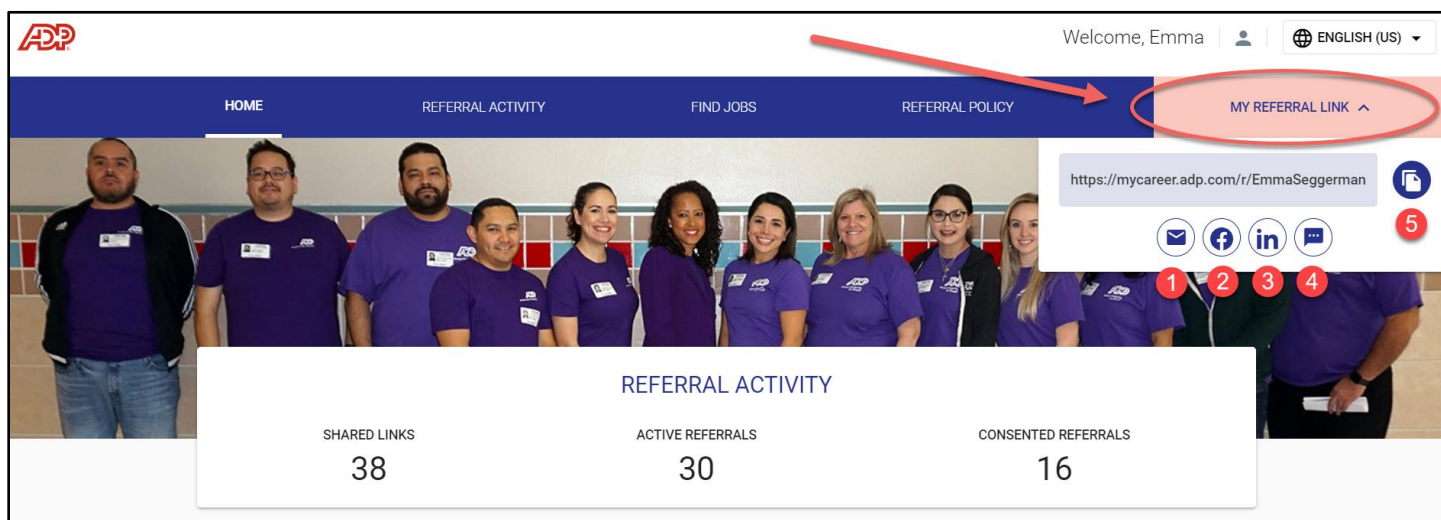 ADP
Welcome, Emma
ENGLISH (US)
HOME
REFERRAL ACTIVITY
FIND JOBS
REFERRAL POLICY
MY REFERRAL LINK
https://mycareer.adp.com/r/EmmaSeggerman
5
in
1 2 3 4
REFERRAL ACTIVITY
SHARED LINKS
ACTIVE REFERRALS
CONSENTED REFERRALS
38
30
16